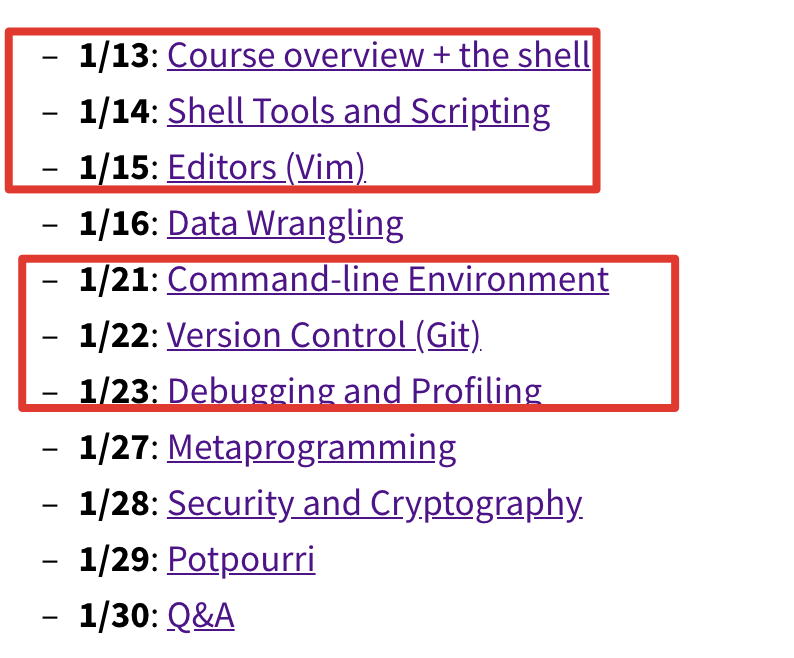 – 1/13: Course overview + the shell
– 1/14: Shell Tools and Scripting
– 1/15: Editors (Vim)
– 1/16: Data Wrangling
– 1/21: Command-line Environment
– 1/22: Version Control (Git)
– 1/23: Debugging and Profiling
– 1/27: Metaprogramming
– 1/28: Security and Cryptography
– 1/29: Potpourri
– 1/30: Q&A